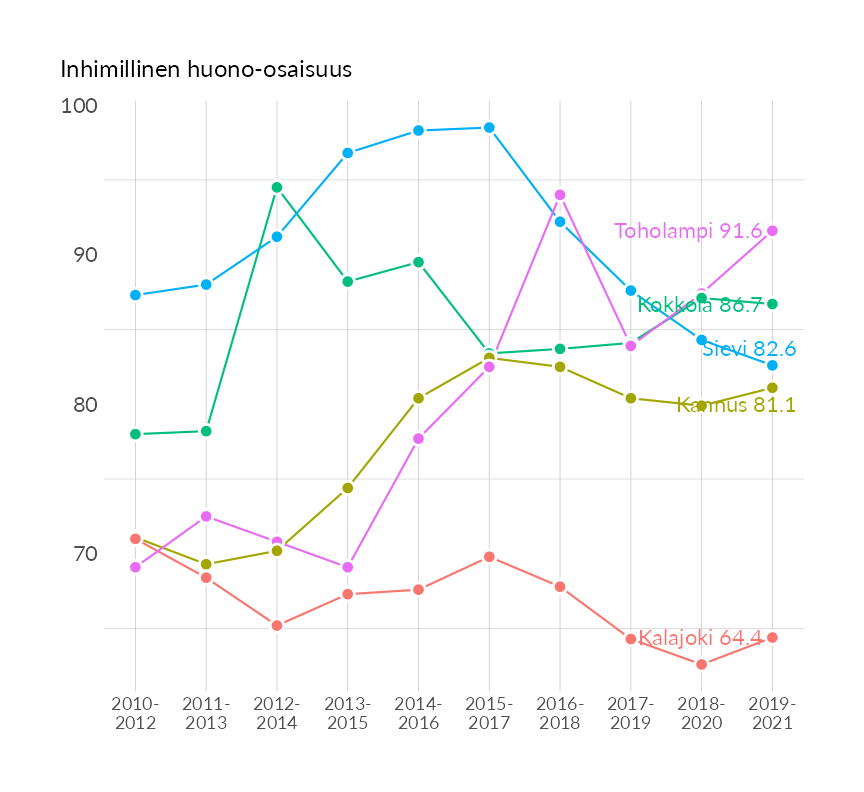 Inhimillinen huono-osaisuus
100
90
80
70
Toholampi 91.6
Kokkola 86.7
Sievi 82.6
Kannus 81.1
Kalajoki 64.4
2010- 2011- 2012- 2013- 2014- 2015- 2016- 2017- 2018- 2019-
2012 2013 2014 2015 2016 2017 2018 2019 2020 2021